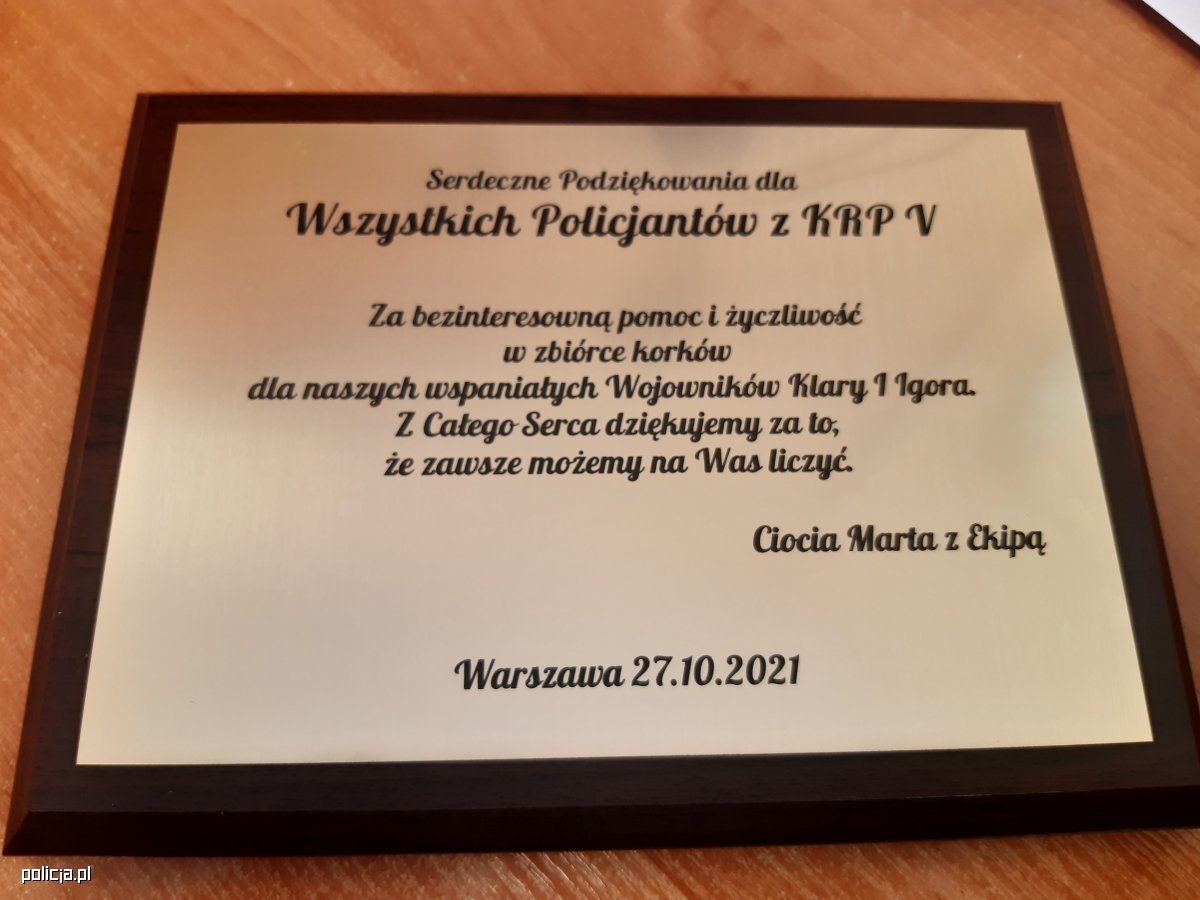 Serdeczne Podziękowania dla
Wszystkich Policjantów z KRP V
Za bezinteresowną pomoc i życzliwość
w zbiórce korków
dla naszych wspaniałych Wojowników Klary I Igora.
Z Całego Serca dziękujemy za to,
że zawsze możemy na Was liczyć.
Ciocia Marta z Ekipą
Warszawa 27.10.2021
policja.pl